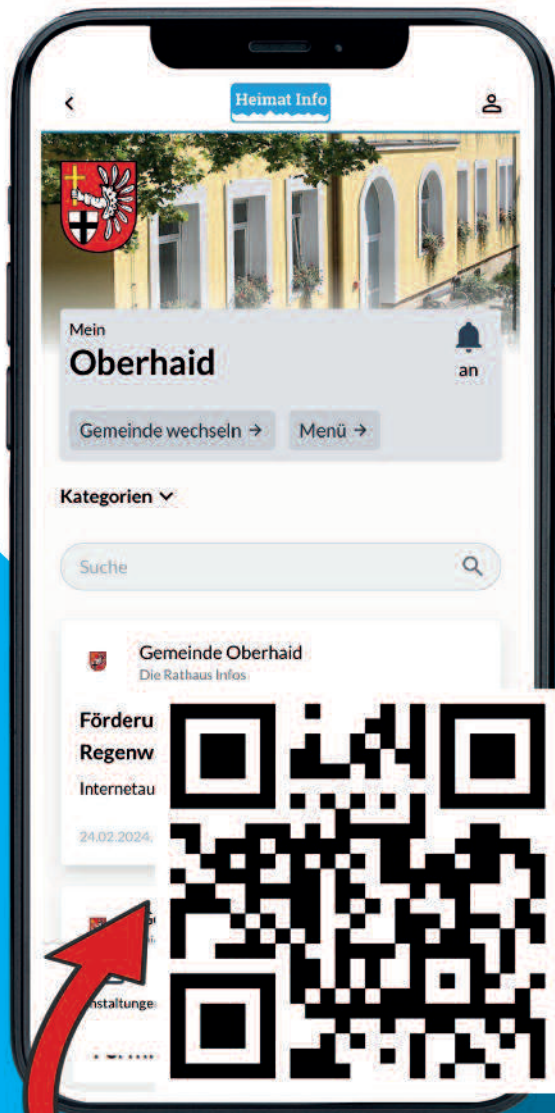 Heimat Info
Mein
Oberhaid
an
Gemeinde wechseln →
Menü →
Kategorien
Suche
Gemeinde Oberhaid
Die Rathaus Infos
Förderu
Regenw
Internetau
24.02.2024,
nstaltunge